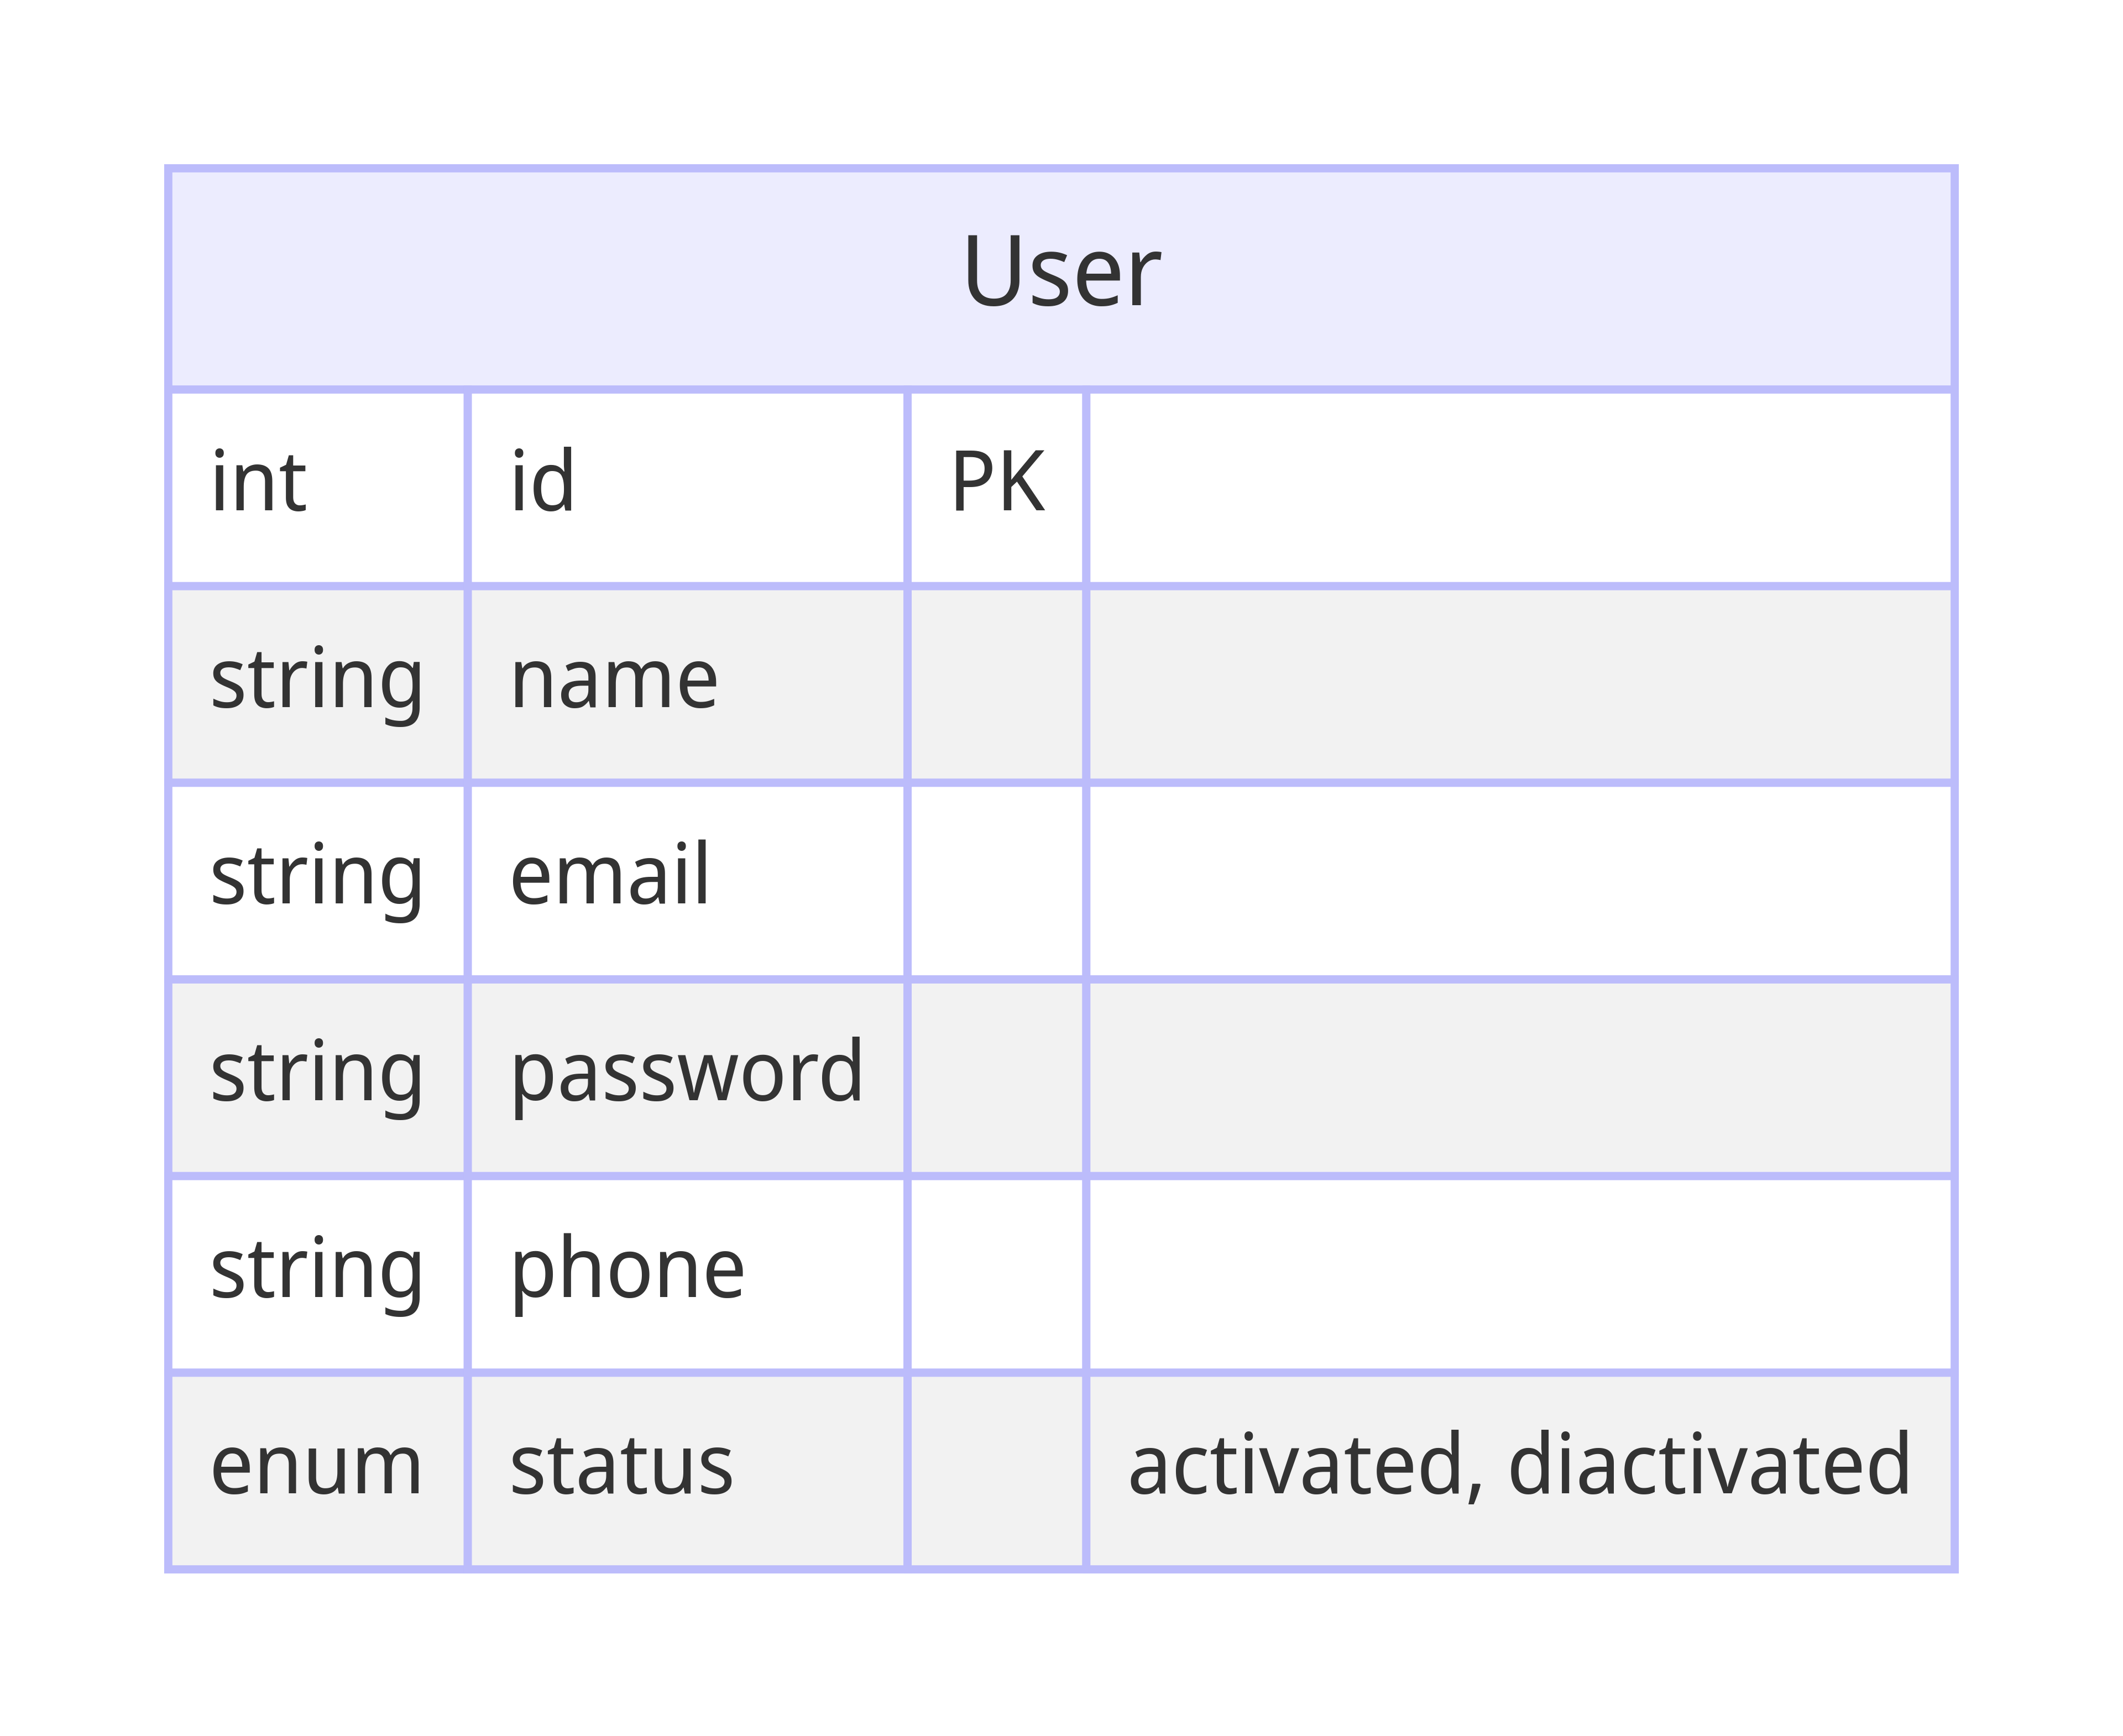 User
int id PK
string name
string email
string password
string phone
enum status activated, diactivated